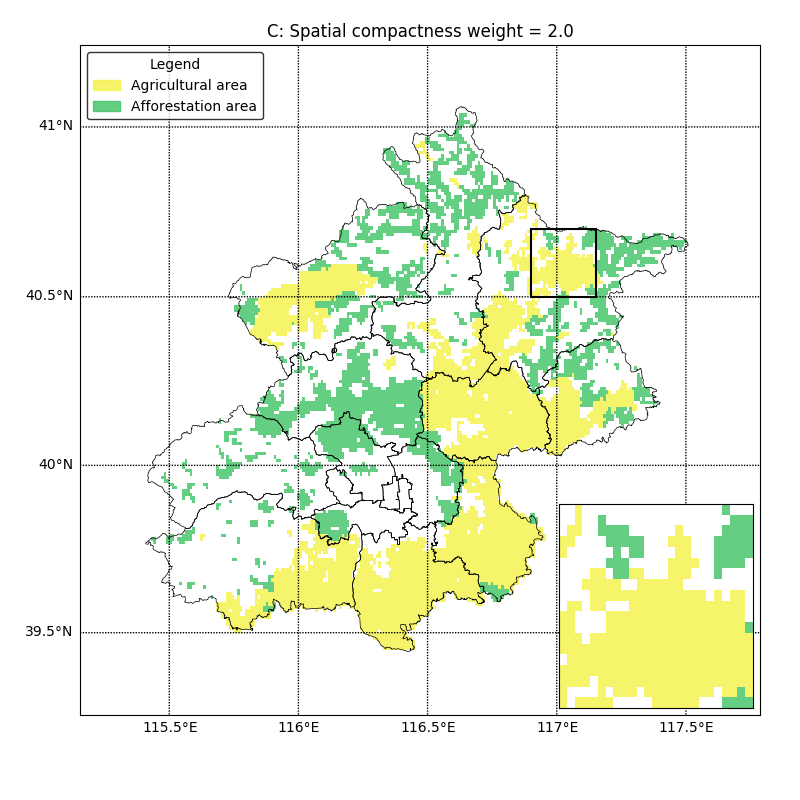 C: Spatial compactness weight = 2.0
Legend
Agricultural area
Afforestation area
41°N
40.5°N
40°N
39.5°N
115.5°E
116°E
116.5°E
117°E
117.5°E